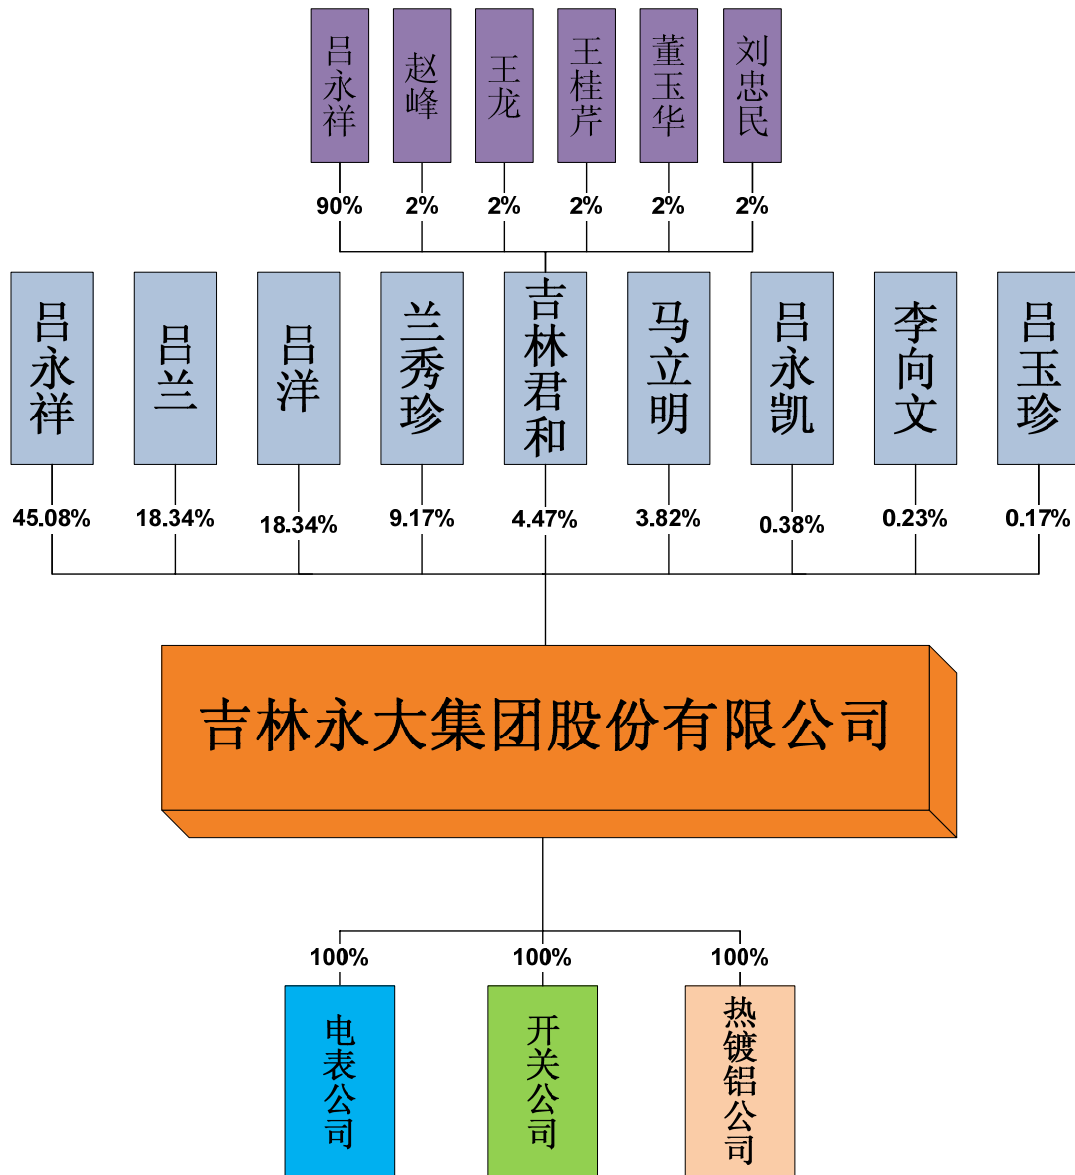 吕永祥
赵峰
王龙
王桂芹
董玉华
刘忠民
90%
2%
2%
2%
2%
2%
吕永祥
吕兰
吕洋
兰秀珍
吉林君和
马立明
吕永凯
李向文
吕玉珍
45.08%
18.34%
18.34%
9.17%
4.47%
3.82%
0.38%
0.23%
0.17%
吉林永大集团股份有限公司
100%
100%
100%
电表公司
开关公司
热镀铝公司